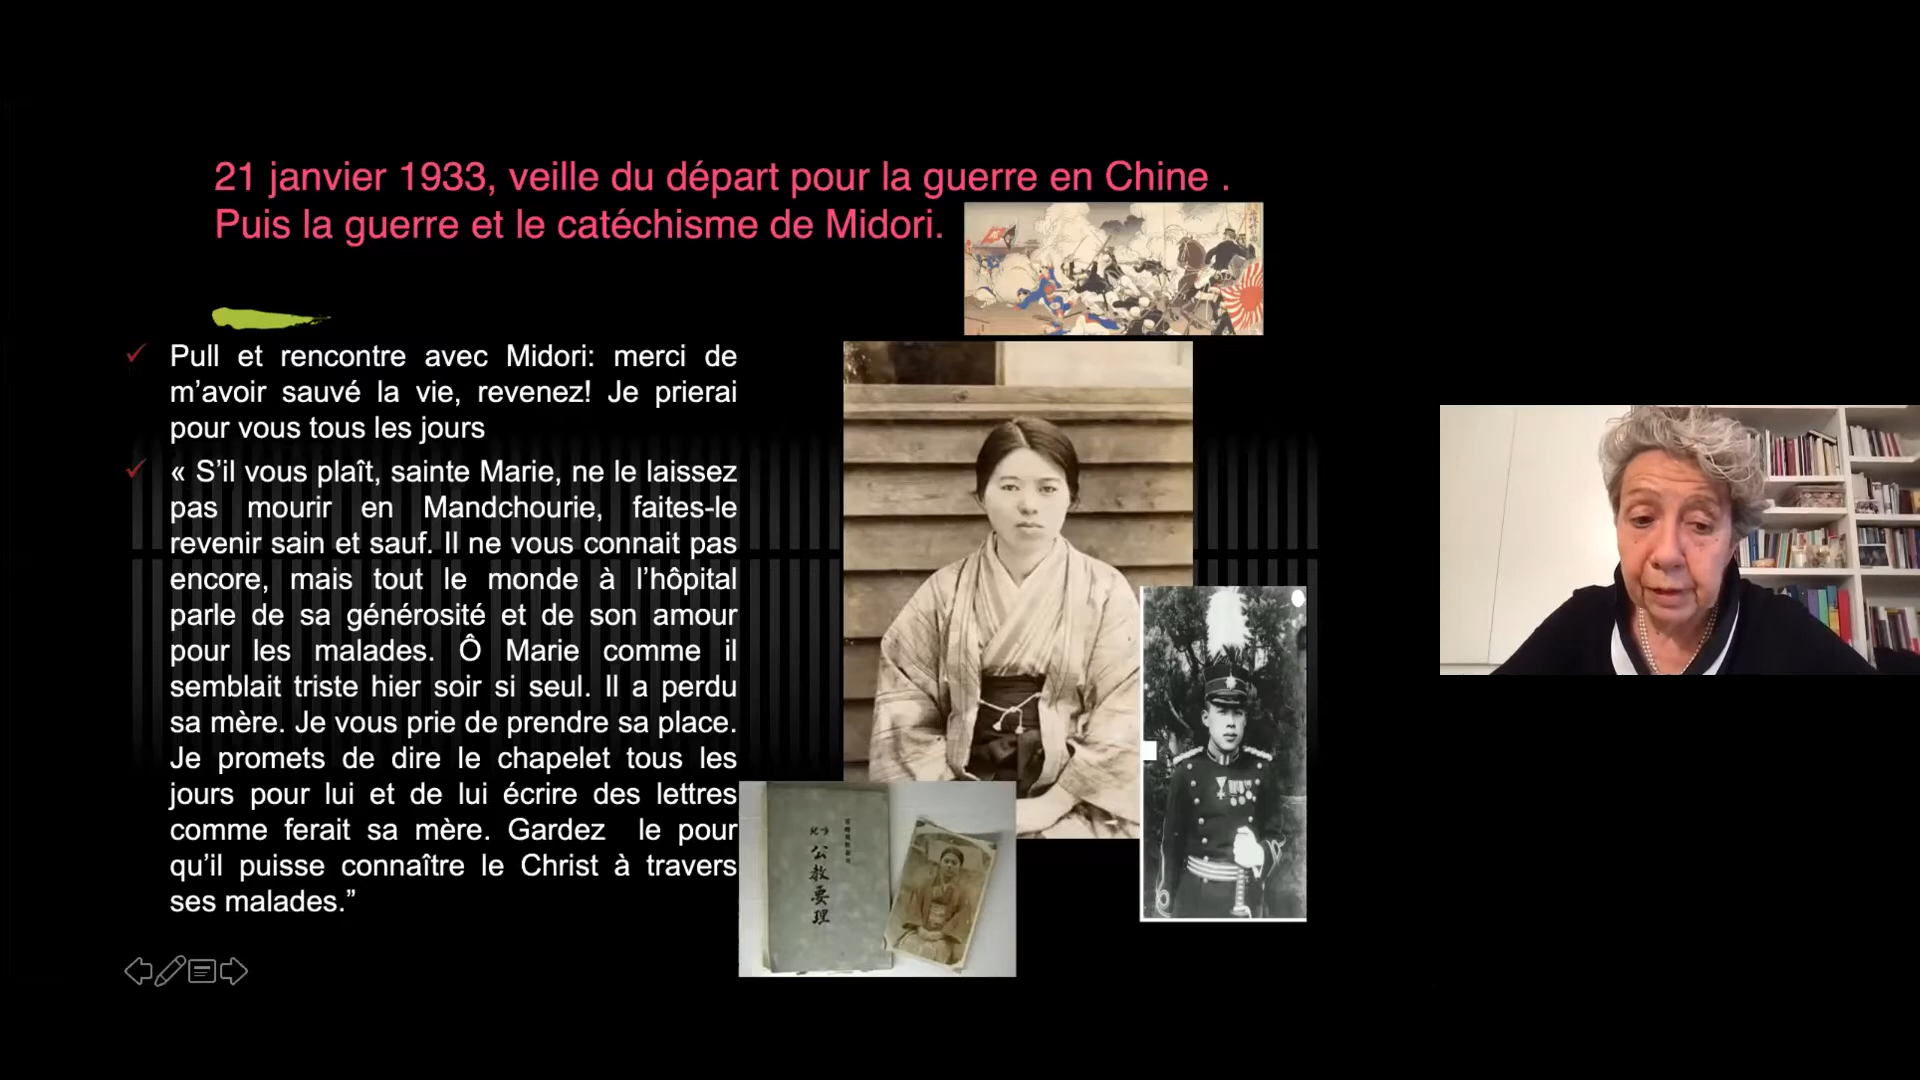 21 janvier 1933, veille du départ pour la guerre en Chine .
Puis la guerre et le catéchisme de Midori.
Pull et rencontre avec Midori: merci de
m’avoir sauvé la vie, revenez! Je prierai
pour vous tous les jours
« S’il vous plaît, sainte Marie, ne le laissez
pas mourir en Mandchourie, faites-le
revenir sain et sauf. Il ne vous connait pas
encore, mais tout le monde à l’hôpital
parle de sa générosité et de son amour
pour les malades. Ô Marie comme il
semblait triste hier soir si seul. Il a perdu
sa mère. Je vous prie de prendre sa place.
Je promets de dire le chapelet tous les
jours pour lui et de lui écrire des lettres
comme ferait sa mère. Gardez  le pour
qu’il puisse connaître le Christ à travers
ses malades.”
公教要理